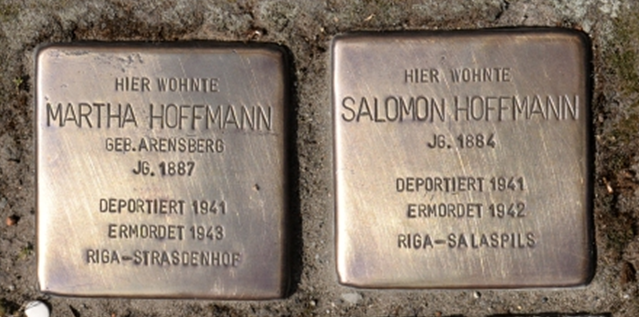 HIER WOHNTE
MARTHA HOFFMANN
GEB. ARENSBERG
JG. 1887
DEPORTIERT 1941
ERMORDET 1943
RIGA-STRASDENHOF
HIER WOHNTE
SALOMON HOFFMANN
JG. 1884
DEPORTIERT 1941
ERMORDET 1942
RIGA-SALASPILS